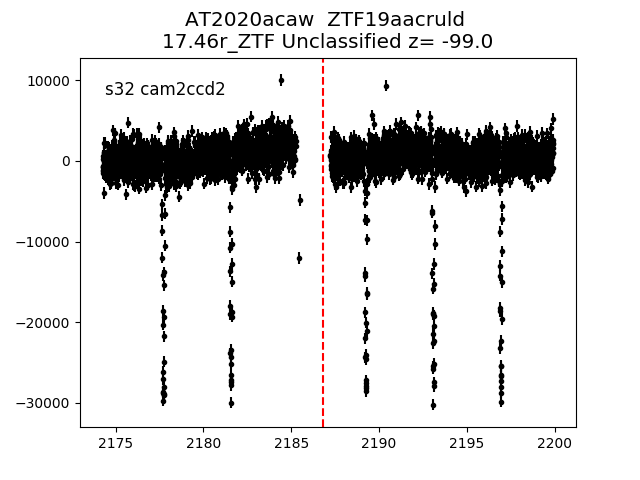 AT2020acaw  ZTF19aacruld
17.46r_ZTF Unclassified z= -99.0
s32 cam2ccd2
10000
0
−10000
−20000
−30000
2175 2180 2185 2190 2195 2200